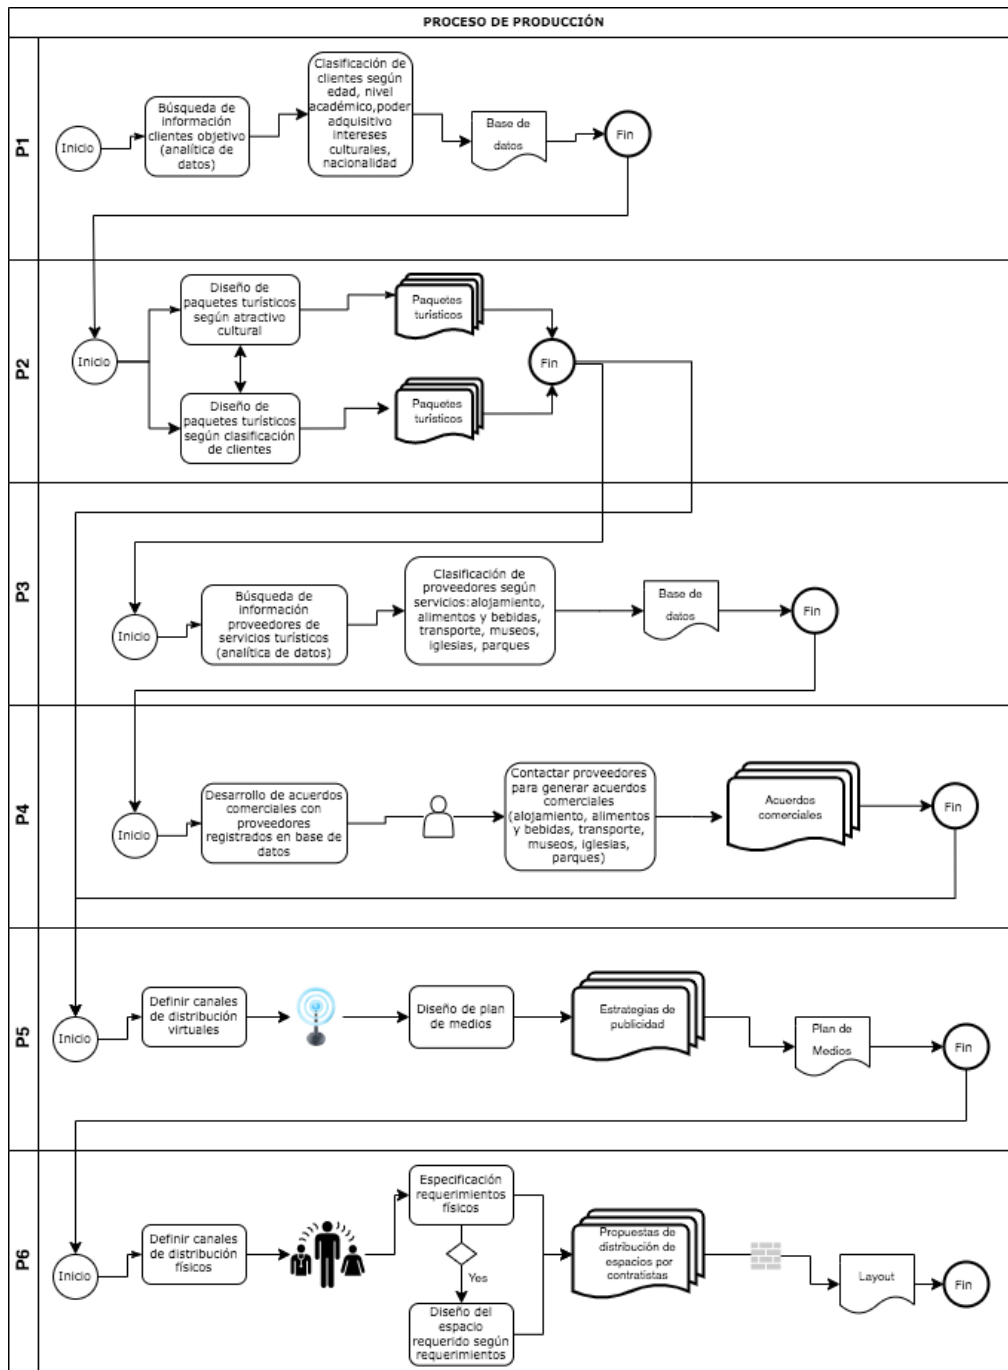 PROCESO DE PRODUCCIÓN
P1
Inicio
Búsqueda de
información
clientes objetivo
(analítica de
datos)
Clasificación de
clientes según
edad, nivel
académico,poder
adquisitivo
intereses
culturales,
nacionalidad
Base de
datos
Fin
P2
Inicio
Diseño de
paquetes turísticos
según atractivo
cultural
Paquetes
turísticos
Diseño de
paquetes turísticos
según clasificación
de clientes
Paquetes
turísticos
Fin
P3
Inicio
Búsqueda de
información
proveedores de
servicios turísticos
(analítica de datos)
Clasificación de
proveedores según
servicios:alojamiento,
alimentos y bebidas,
transporte, museos,
iglesias, parques
Base de
datos
Fin
P4
Inicio
Desarrollo de acuerdos
comerciales con
proveedores
registrados en base de
datos
Contactar proveedores
para generar acuerdos
comerciales
(alojamiento, alimentos
y bebidas, transporte,
museos, iglesias,
parques)
Acuerdos
comerciales
Fin
P5
Inicio
Definir canales
de distribución
virtuales
Diseño de plan
de medios
Estrategias de
publicidad
Plan de
Medios
Fin
P6
Inicio
Definir canales
de distribución
físicos
Especificación
requerimientos
físicos
Yes
Diseño del
espacio
requerido según
requerimientos
Propuestas de
distribución de
espacios por
contratistas
Layout
Fin